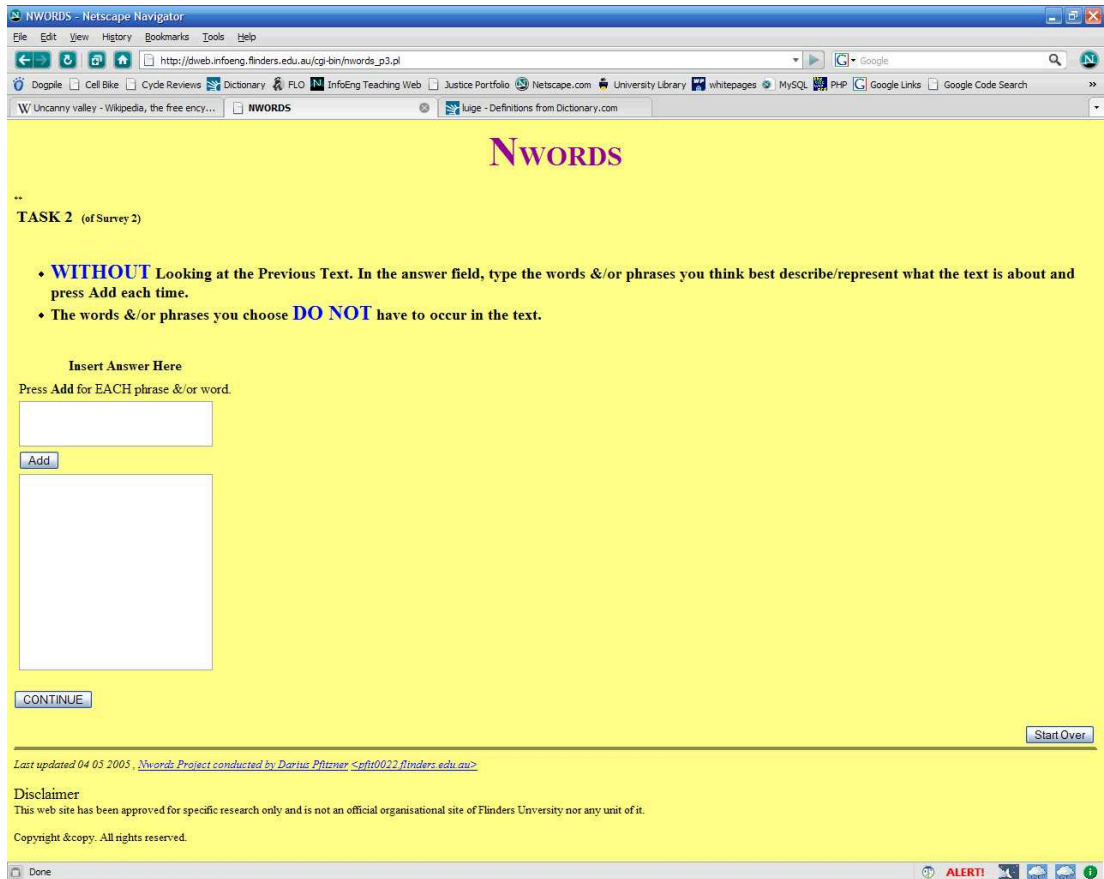 NWORDS - Netscape Navigator
File Edit View History Bookmarks Tools Help
http://dweb.infoeng.flinders.edu.au/cgi-bin/nwords_p3.pl G Google N
Dogpile Cell Bike Cycle Reviews Dictionary FLO InfoEng Teaching Web Justice Portfolio Netscape.com University Library whitepages MySQL PHP Google Links Google Code Search »
W Uncanny valley - Wikipedia, the free ency... NWORDS luige - Definitions from Dictionary.com
NWORDS
TASK 2 (of Survey 2)
• WITHOUT Looking at the Previous Text. In the answer field, type the words &/or phrases you think best describe/represent what the text is about and
press Add each time.
• The words &/or phrases you choose DO NOT have to occur in the text.
Insert Answer Here
Press Add for EACH phrase &/or word.
Add
CONTINUE
Start Over
Last updated 04 05 2005 , Nwords Project conducted by Darius Pfitzner <pfit0022.flinders.edu.au>
Disclaimer
This web site has been approved for specific research only and is not an official organisational site of Flinders Unversity nor any unit of it.
Copyright &copy. All rights reserved.
Done ALERT!